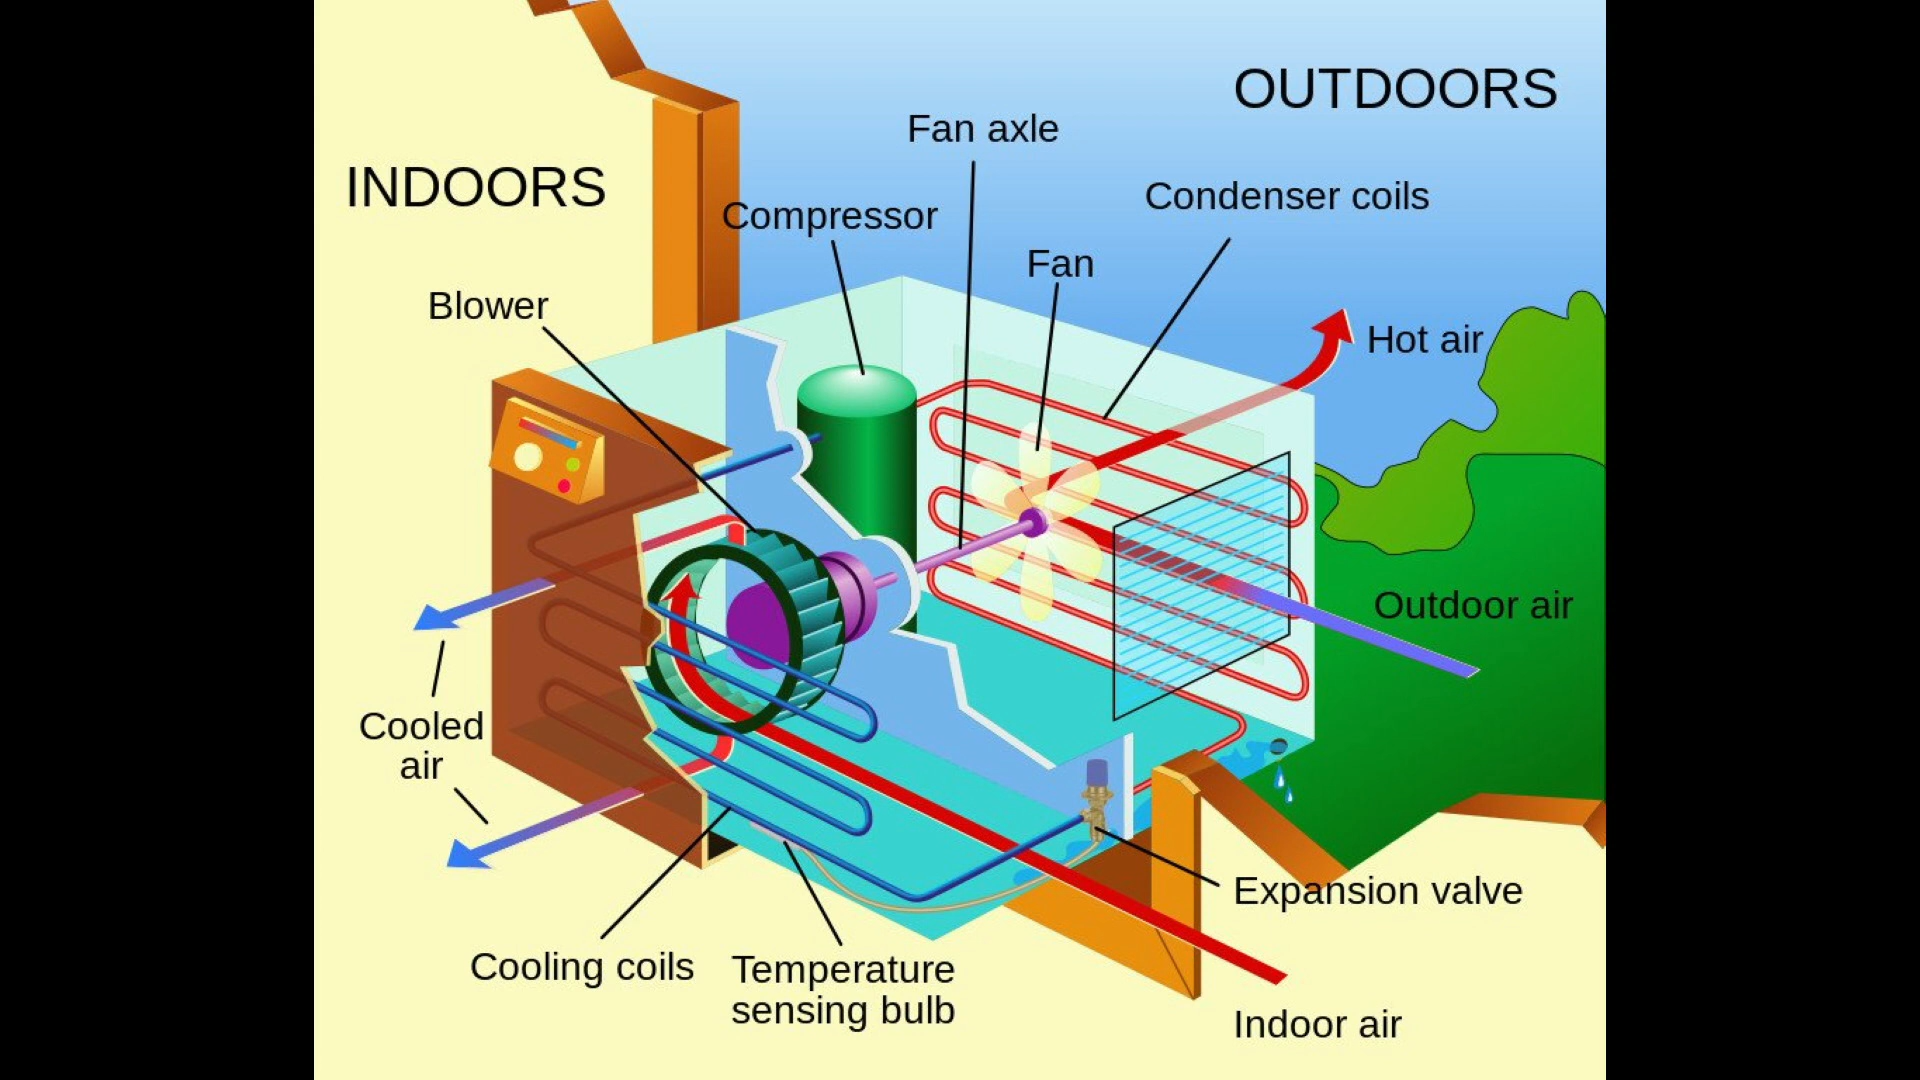 OUTDOORS
Fan axle
INDOORS
Condenser coils
Compressor
Fan
Blower
Hot air
Outdoor air
Cooled
air
Expansion valve
Cooling coils
Temperature
sensing bulb
Indoor air